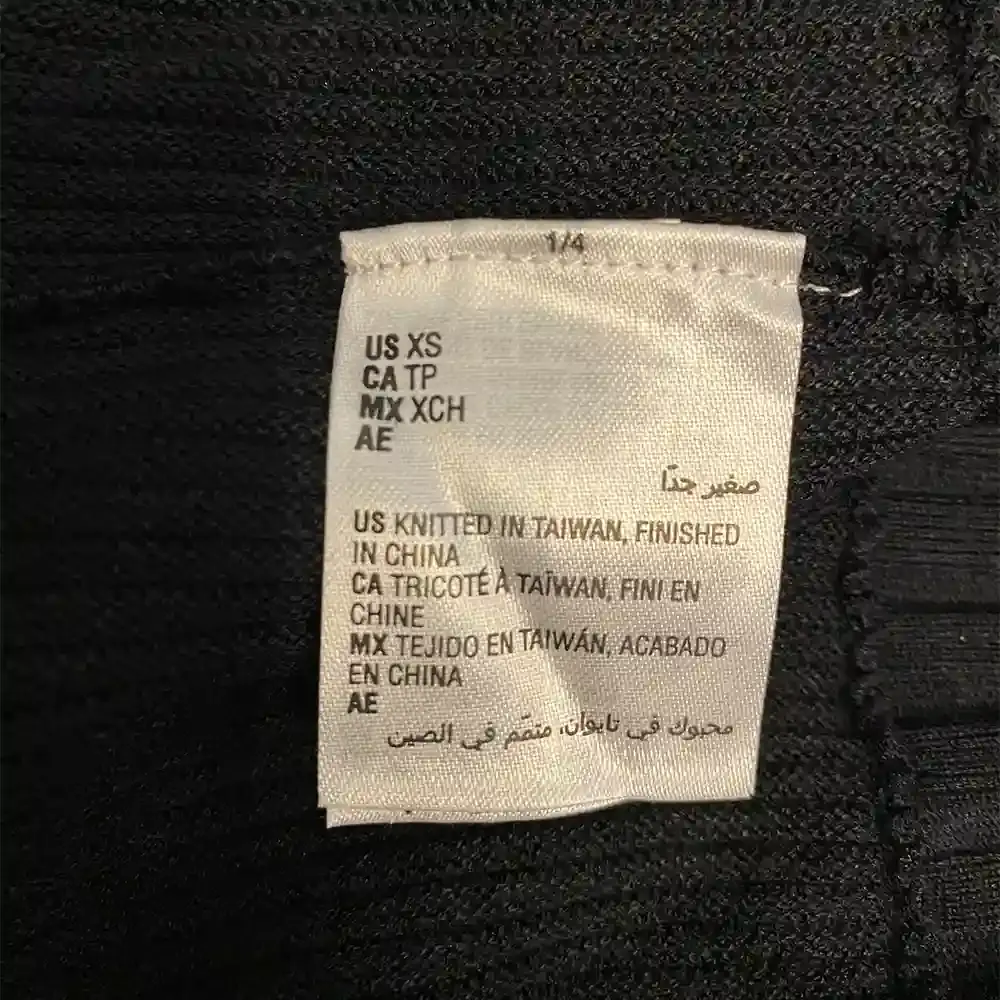 1/4
US XS
CA TP
MX XCH
AE
صغير جدًا
US KNITTED IN TAIWAN, FINISHED
IN CHINA
CA TRICOTÉ À TAÏWAN, FINI EN
CHINE
MX TEJIDO EN TAIWÁN, ACABADO
EN CHINA
AE
محبوك في تايوان، متمّم في الصين